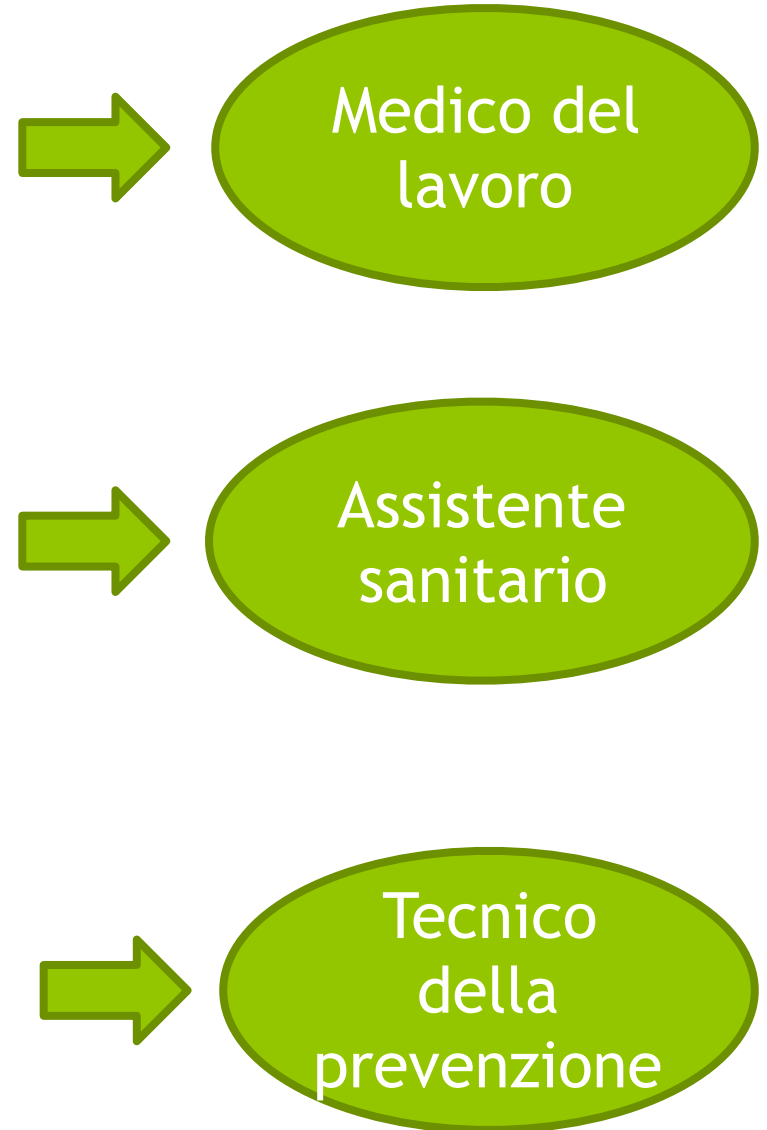 Medico del
lavoro
Assistente
sanitario
Tecnico
della
prevenzione